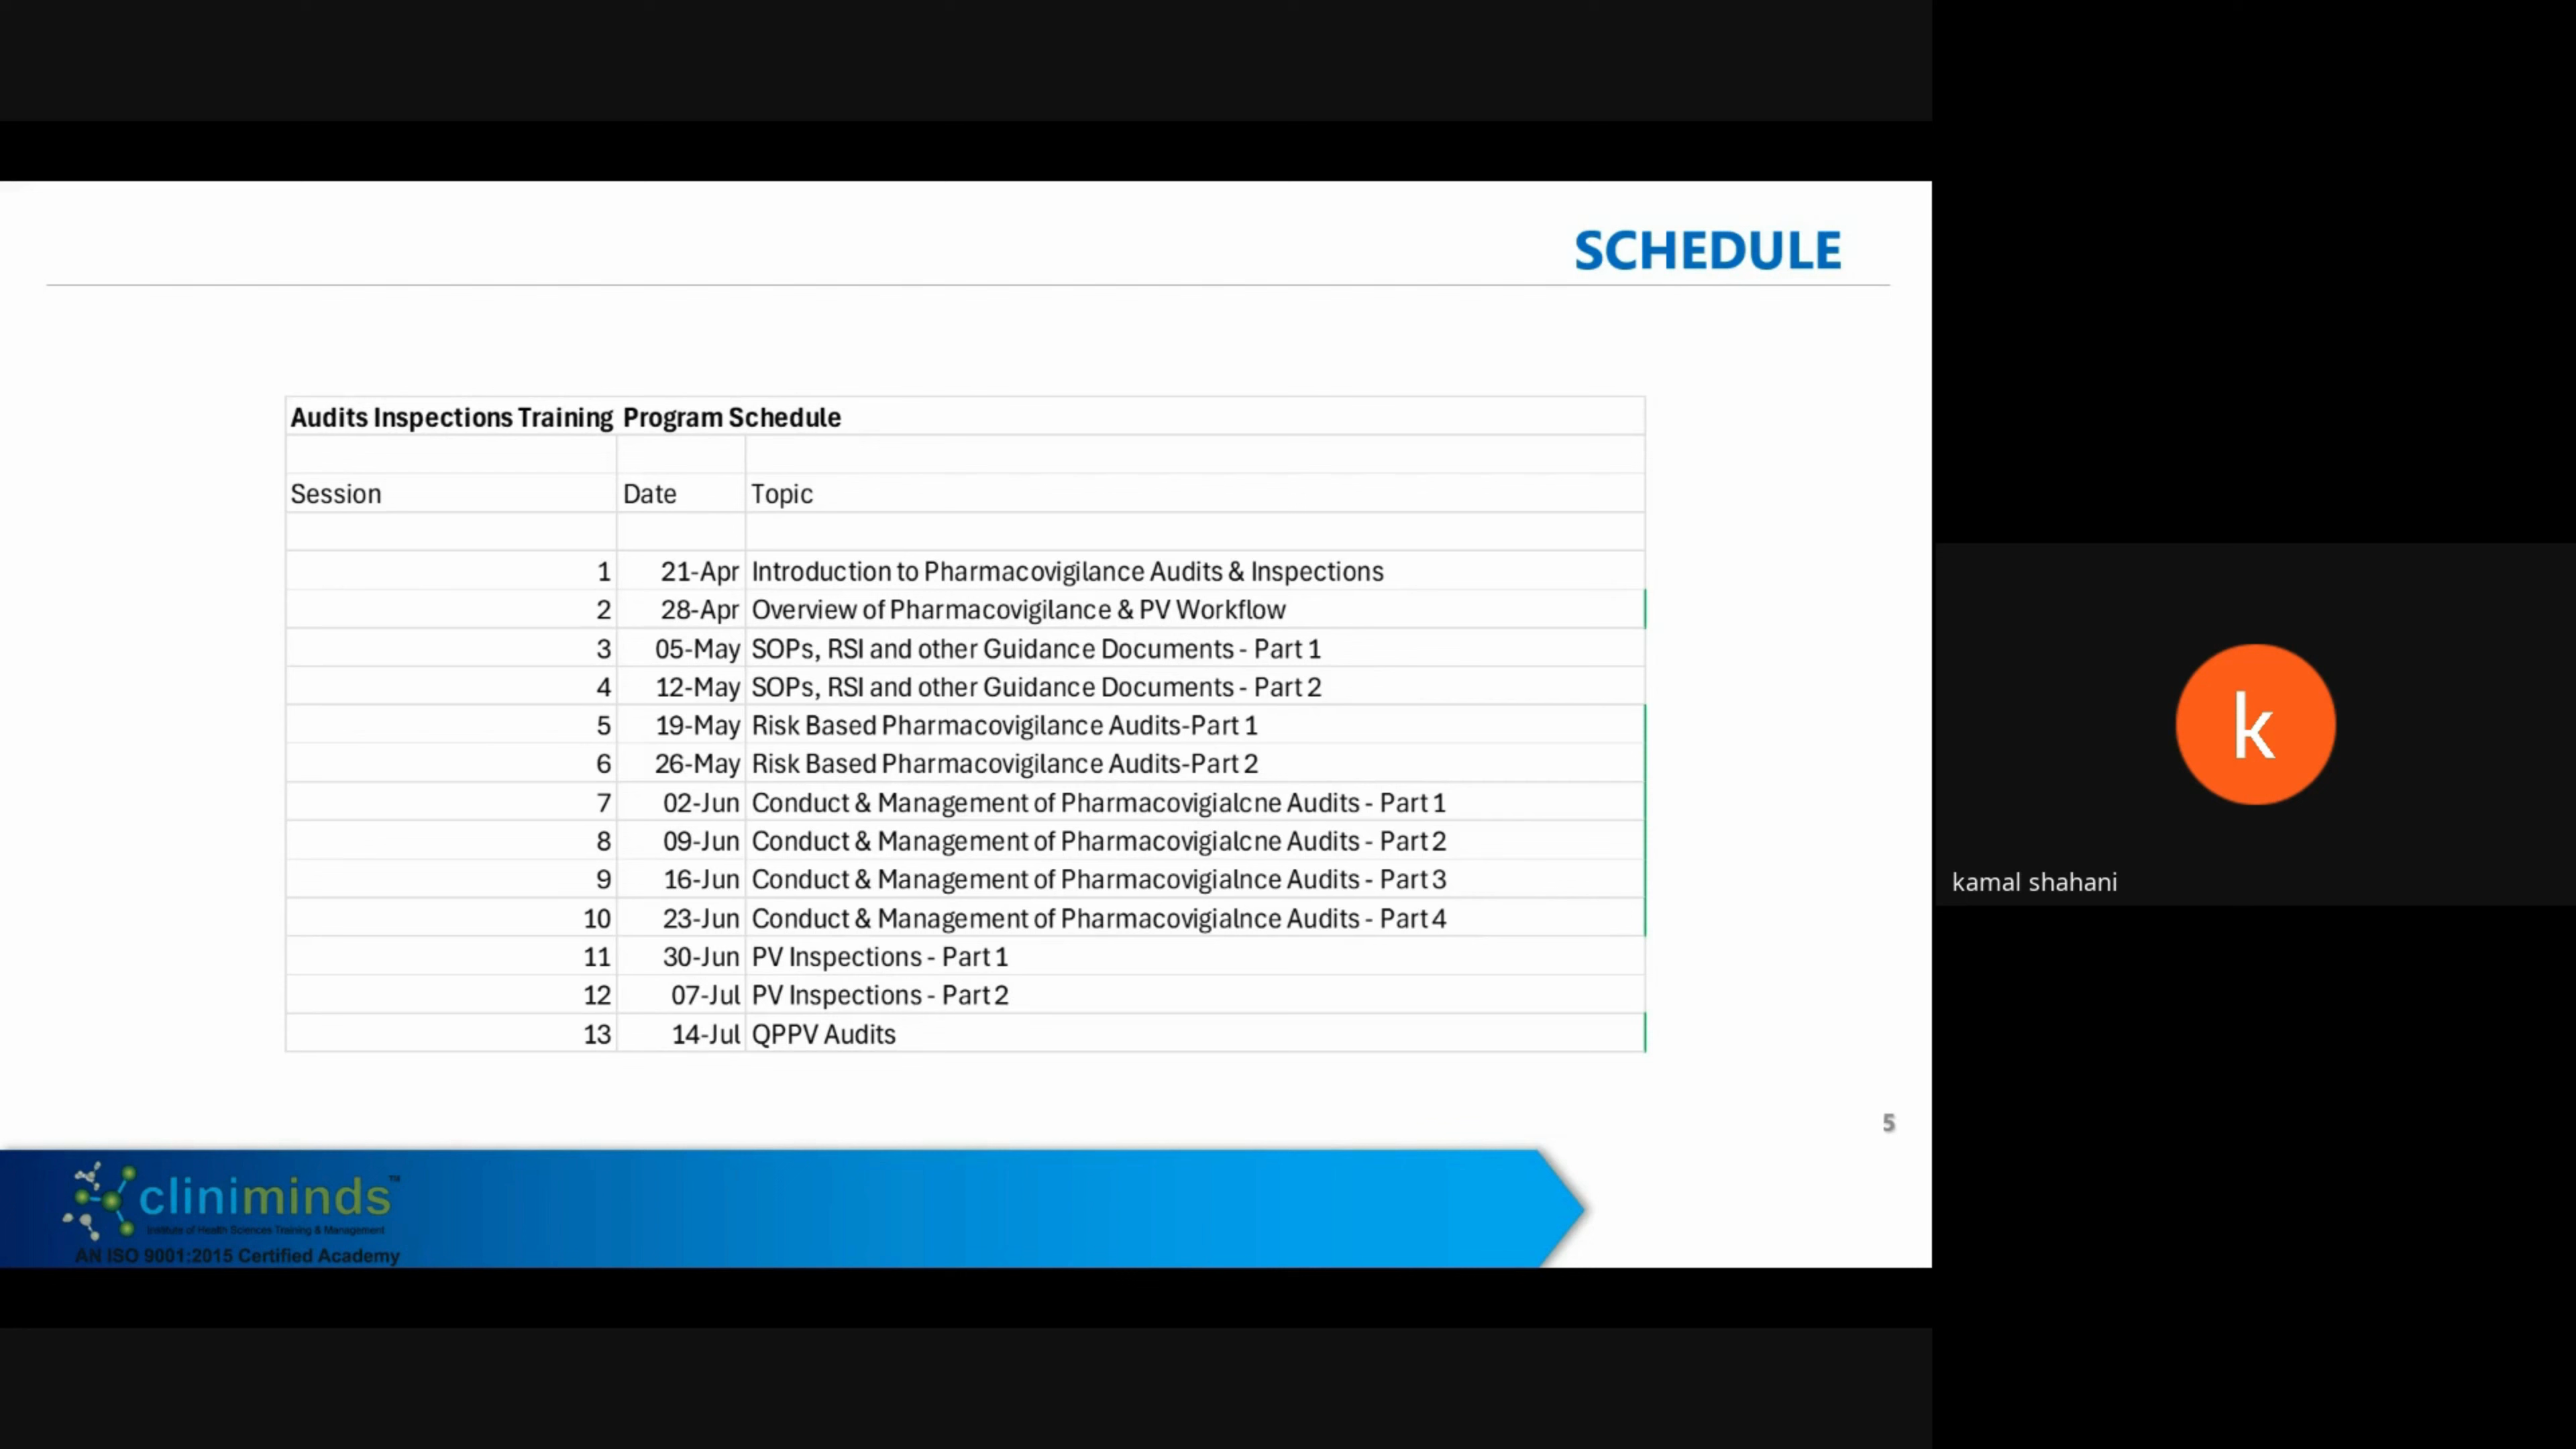 SCHEDULE
Audits Inspections Training Program Schedule
Session Date Topic
1 21-Apr Introduction to Pharmacovigilance Audits & Inspections
2 28-Apr Overview of Pharmacovigilance & PV Workflow
3 05-May SOPs, RSI and other Guidance Documents - Part 1
4 12-May SOPs, RSI and other Guidance Documents - Part 2
5 19-May Risk Based Pharmacovigilance Audits-Part 1
6 26-May Risk Based Pharmacovigilance Audits-Part 2
7 02-Jun Conduct & Management of Pharmacovigialcne Audits - Part 1
8 09-Jun Conduct & Management of Pharmacovigialcne Audits - Part 2
9 16-Jun Conduct & Management of Pharmacovigialnce Audits - Part 3
10 23-Jun Conduct & Management of Pharmacovigialnce Audits - Part 4
11 30-Jun PV Inspections - Part 1
12 07-Jul PV Inspections - Part 2
13 14-Jul QPPV Audits
5
cliniminds™
Institute of Health Sciences Training & Management
AN ISO 9001:2015 Certified Academy
k
kamal shahani